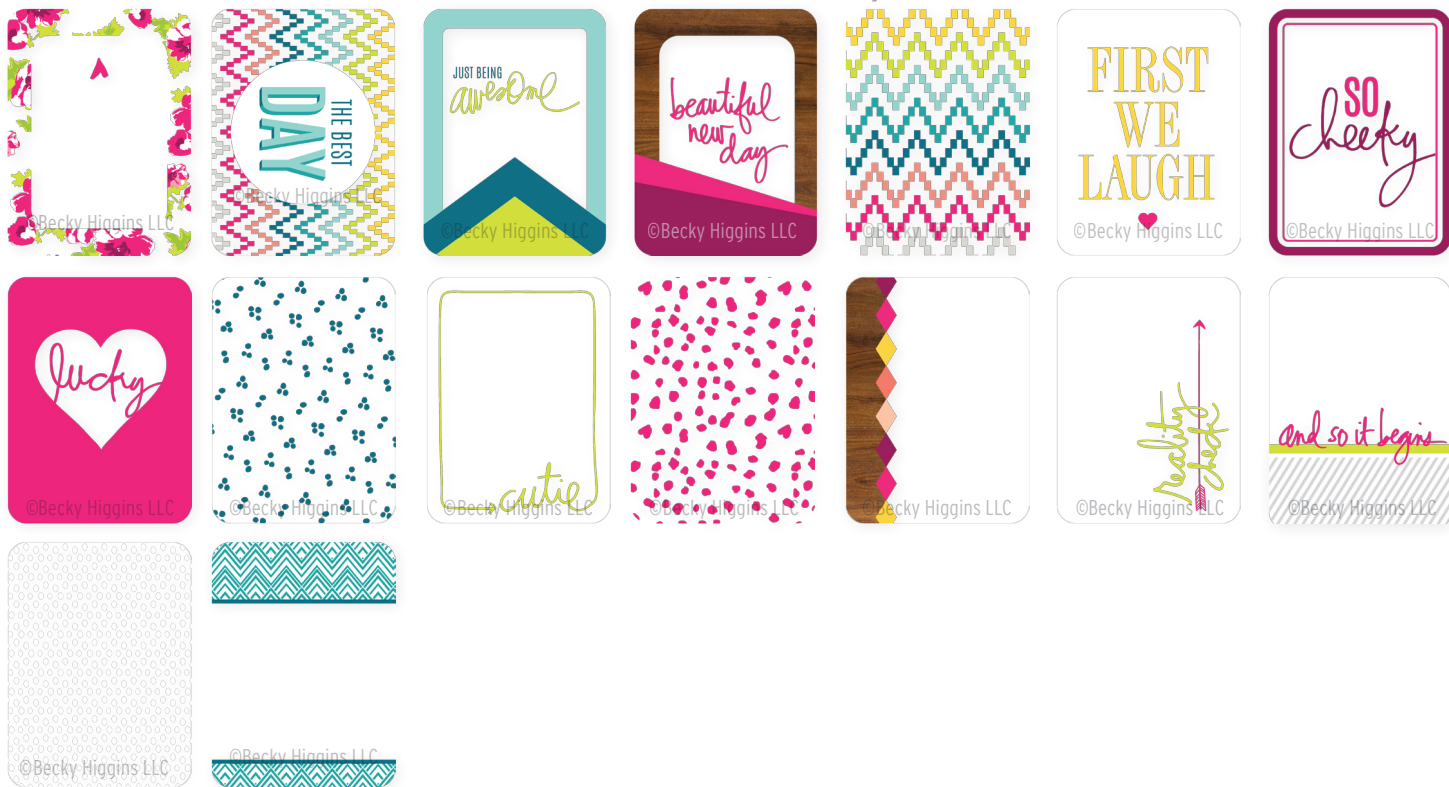 ©Becky Higgins LLC
THE BEST
DAY
©Becky Higgins LLC
JUST BEING
awesome
©Becky Higgins LLC
beautiful
new
day
©Becky Higgins LLC
©Becky Higgins LLC
FIRST
WE
LAUGH
©Becky Higgins LLC
SO
cheeky
©Becky Higgins LLC
lucky
©Becky Higgins LLC
©Becky Higgins LLC
cutie
©Becky Higgins LLC
©Becky Higgins LLC
©Becky Higgins LLC
reality
check
©Becky Higgins LLC
and so it begins
©Becky Higgins LLC
©Becky Higgins LLC
©Becky Higgins LLC